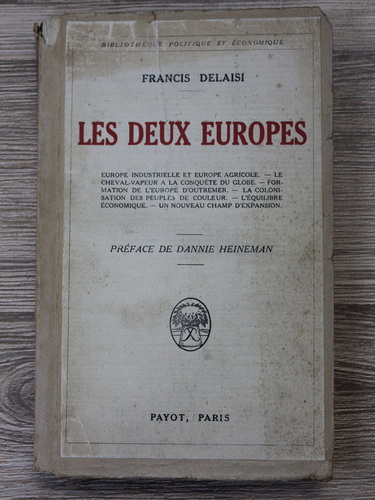 BIBLIOTHÈQUE POLITIQUE ET ÉCONOMIQUE
FRANCIS DELAISI
LES DEUX EUROPES
EUROPE INDUSTRIELLE ET EUROPE AGRICOLE. — LE
CHEVAL-VAPEUR A LA CONQUÊTE DU GLOBE. — FOR-
MATION DE L'EUROPE D'OUTREMER. — LA COLONI-
SATION DES PEUPLES DE COULEUR. — L'ÉQUILIBRE
ÉCONOMIQUE. — UN NOUVEAU CHAMP D'EXPANSION.
PRÉFACE DE DANNIE HEINEMAN
PAYOT, PARIS